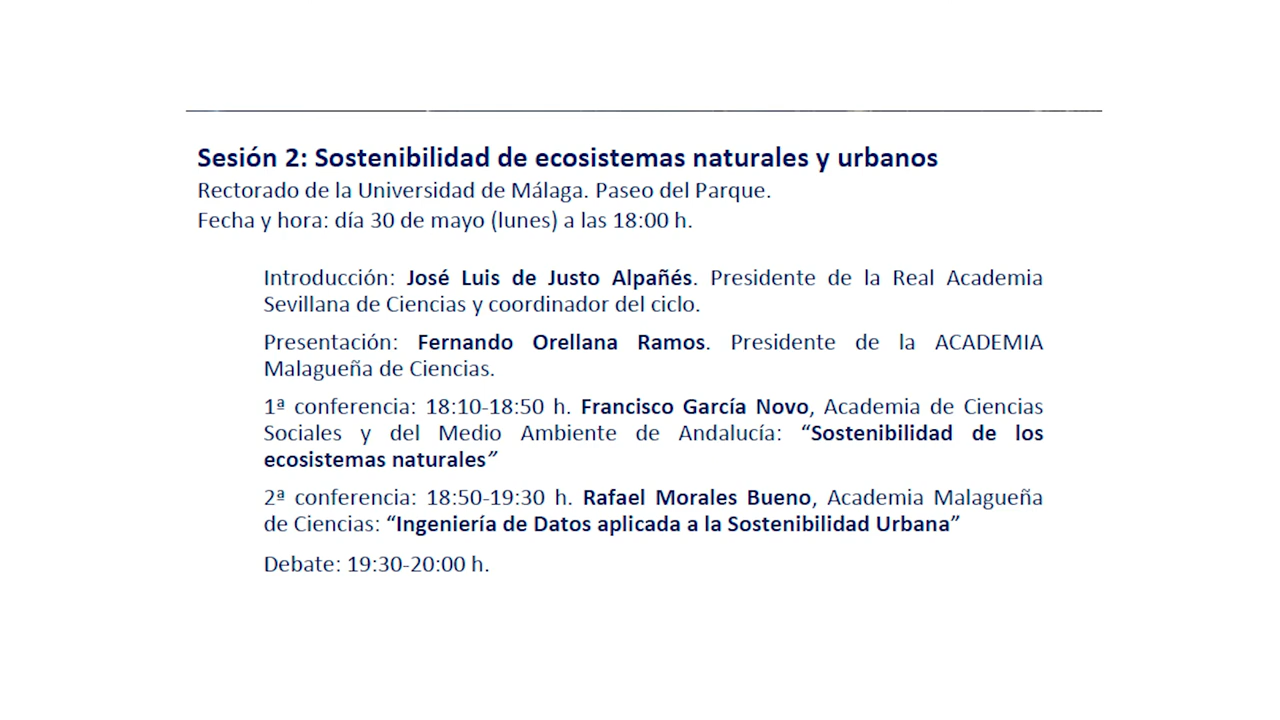 Sesión 2: Sostenibilidad de ecosistemas naturales y urbanos
Rectorado de la Universidad de Málaga. Paseo del Parque.
Fecha y hora: día 30 de mayo (lunes) a las 18:00 h.
Introducción: José Luis de Justo Alpañés. Presidente de la Real Academia
Sevillana de Ciencias y coordinador del ciclo.
Presentación: Fernando Orellana Ramos. Presidente de la ACADEMIA
Malagueña de Ciencias.
1ª conferencia: 18:10-18:50 h. Francisco García Novo, Academia de Ciencias
Sociales y del Medio Ambiente de Andalucía: “Sostenibilidad de los
ecosistemas naturales”
2ª conferencia: 18:50-19:30 h. Rafael Morales Bueno, Academia Malagueña
de Ciencias: “Ingeniería de Datos aplicada a la Sostenibilidad Urbana”
Debate: 19:30-20:00 h.